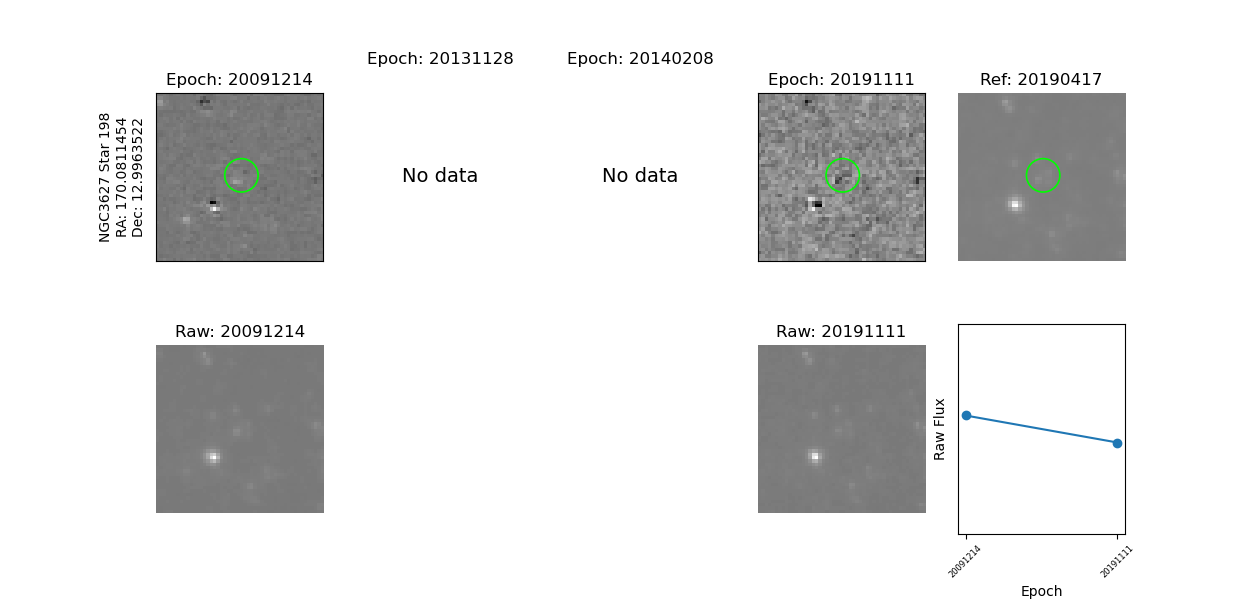 Epoch: 20131128
Epoch: 20140208
Epoch: 20091214
Epoch: 20191111
Ref: 20190417
NGC3627 Star 198
RA: 170.0811454
Dec: 12.9963522
No data
No data
Raw: 20091214
Raw: 20191111
Raw Flux
20091214
20191111
Epoch